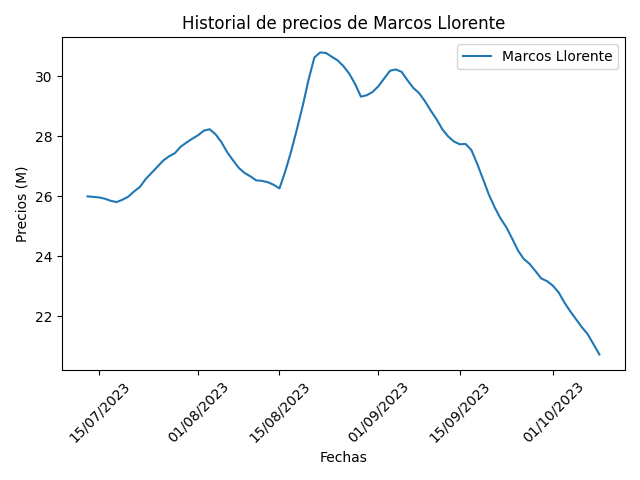 Historial de precios de Marcos Llorente
Marcos Llorente
Precios (M)
30
28
26
24
22
15/07/2023
01/08/2023
15/08/2023
01/09/2023
15/09/2023
01/10/2023
Fechas